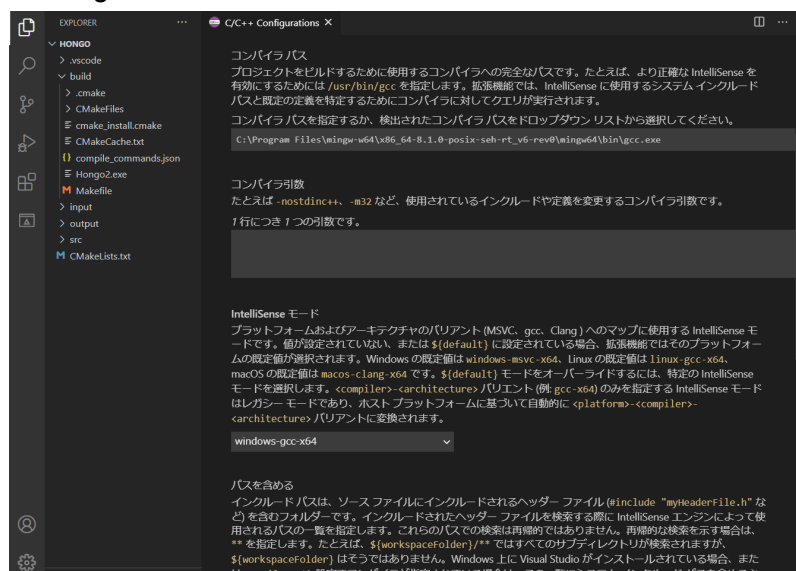 EXPLORER
HONGO
.vscode
build
.cmake
CMakeFiles
cmake_install.cmake
CMakeCache.txt
compile_commands.json
Hongo2.exe
Makefile
input
output
src
CMakeLists.txt
C/C++ Configurations
コンパイラ パス
プロジェクトをビルドするために使用するコンパイラへの完全なパスです。たとえば、より正確な IntelliSense を
有効にするためには /usr/bin/gcc を指定します。拡張機能では、IntelliSense に使用するシステム インクルード
パスと既定の定義を特定するためにコンパイラに対してクエリが実行されます。
コンパイラ パスを指定するか、検出されたコンパイラ パスをドロップダウン リストから選択してください。
C:\Program Files\mingw-w64\x86_64-8.1.0-posix-seh-rt_v6-rev0\mingw64\bin\gcc.exe
コンパイラ引数
たとえば -nostdinc++、-m32 など、使用されているインクルードや定義を変更するコンパイラ引数です。
1 行につき 1 つの引数です。
IntelliSense モード
プラットフォームおよびアーキテクチャのバリアント (MSVC、gcc、Clang ) へのマップに使用する IntelliSense モ
ードです。値が設定されていない、または ${default} に設定されている場合、拡張機能ではそのプラットフォー
ムの既定値が選択されます。Windows の既定値は windows-msvc-x64、Linux の既定値は linux-gcc-x64、
macOS の既定値は macos-clang-x64 です。${default} モードをオーバーライドするには、特定の IntelliSense
モードを選択します。<compiler>-<architecture> バリエント (例: gcc-x64) のみを指定する IntelliSense モード
はレガシー モードであり、ホスト プラットフォームに基づいて自動的に <platform>-<compiler>-
<architecture> バリアントに変換されます。
windows-gcc-x64
パスを含める
インクルード パスは、ソース ファイルにインクルードされるヘッダー ファイル (#include "myHeaderFile.h" な
ど) を含むフォルダーです。インクルードされたヘッダー ファイルを検索する際に IntelliSense エンジンによって使
用されるパスの一覧を指定します。これらのパスでの検索は再帰的ではありません。再帰的な検索を示す場合は、
** を指定します。たとえば、${workspaceFolder}/** ではすべてのサブディレクトリが検索されますが、
${workspaceFolder} はそうではありません。Windows 上に Visual Studio がインストールされている場合、また